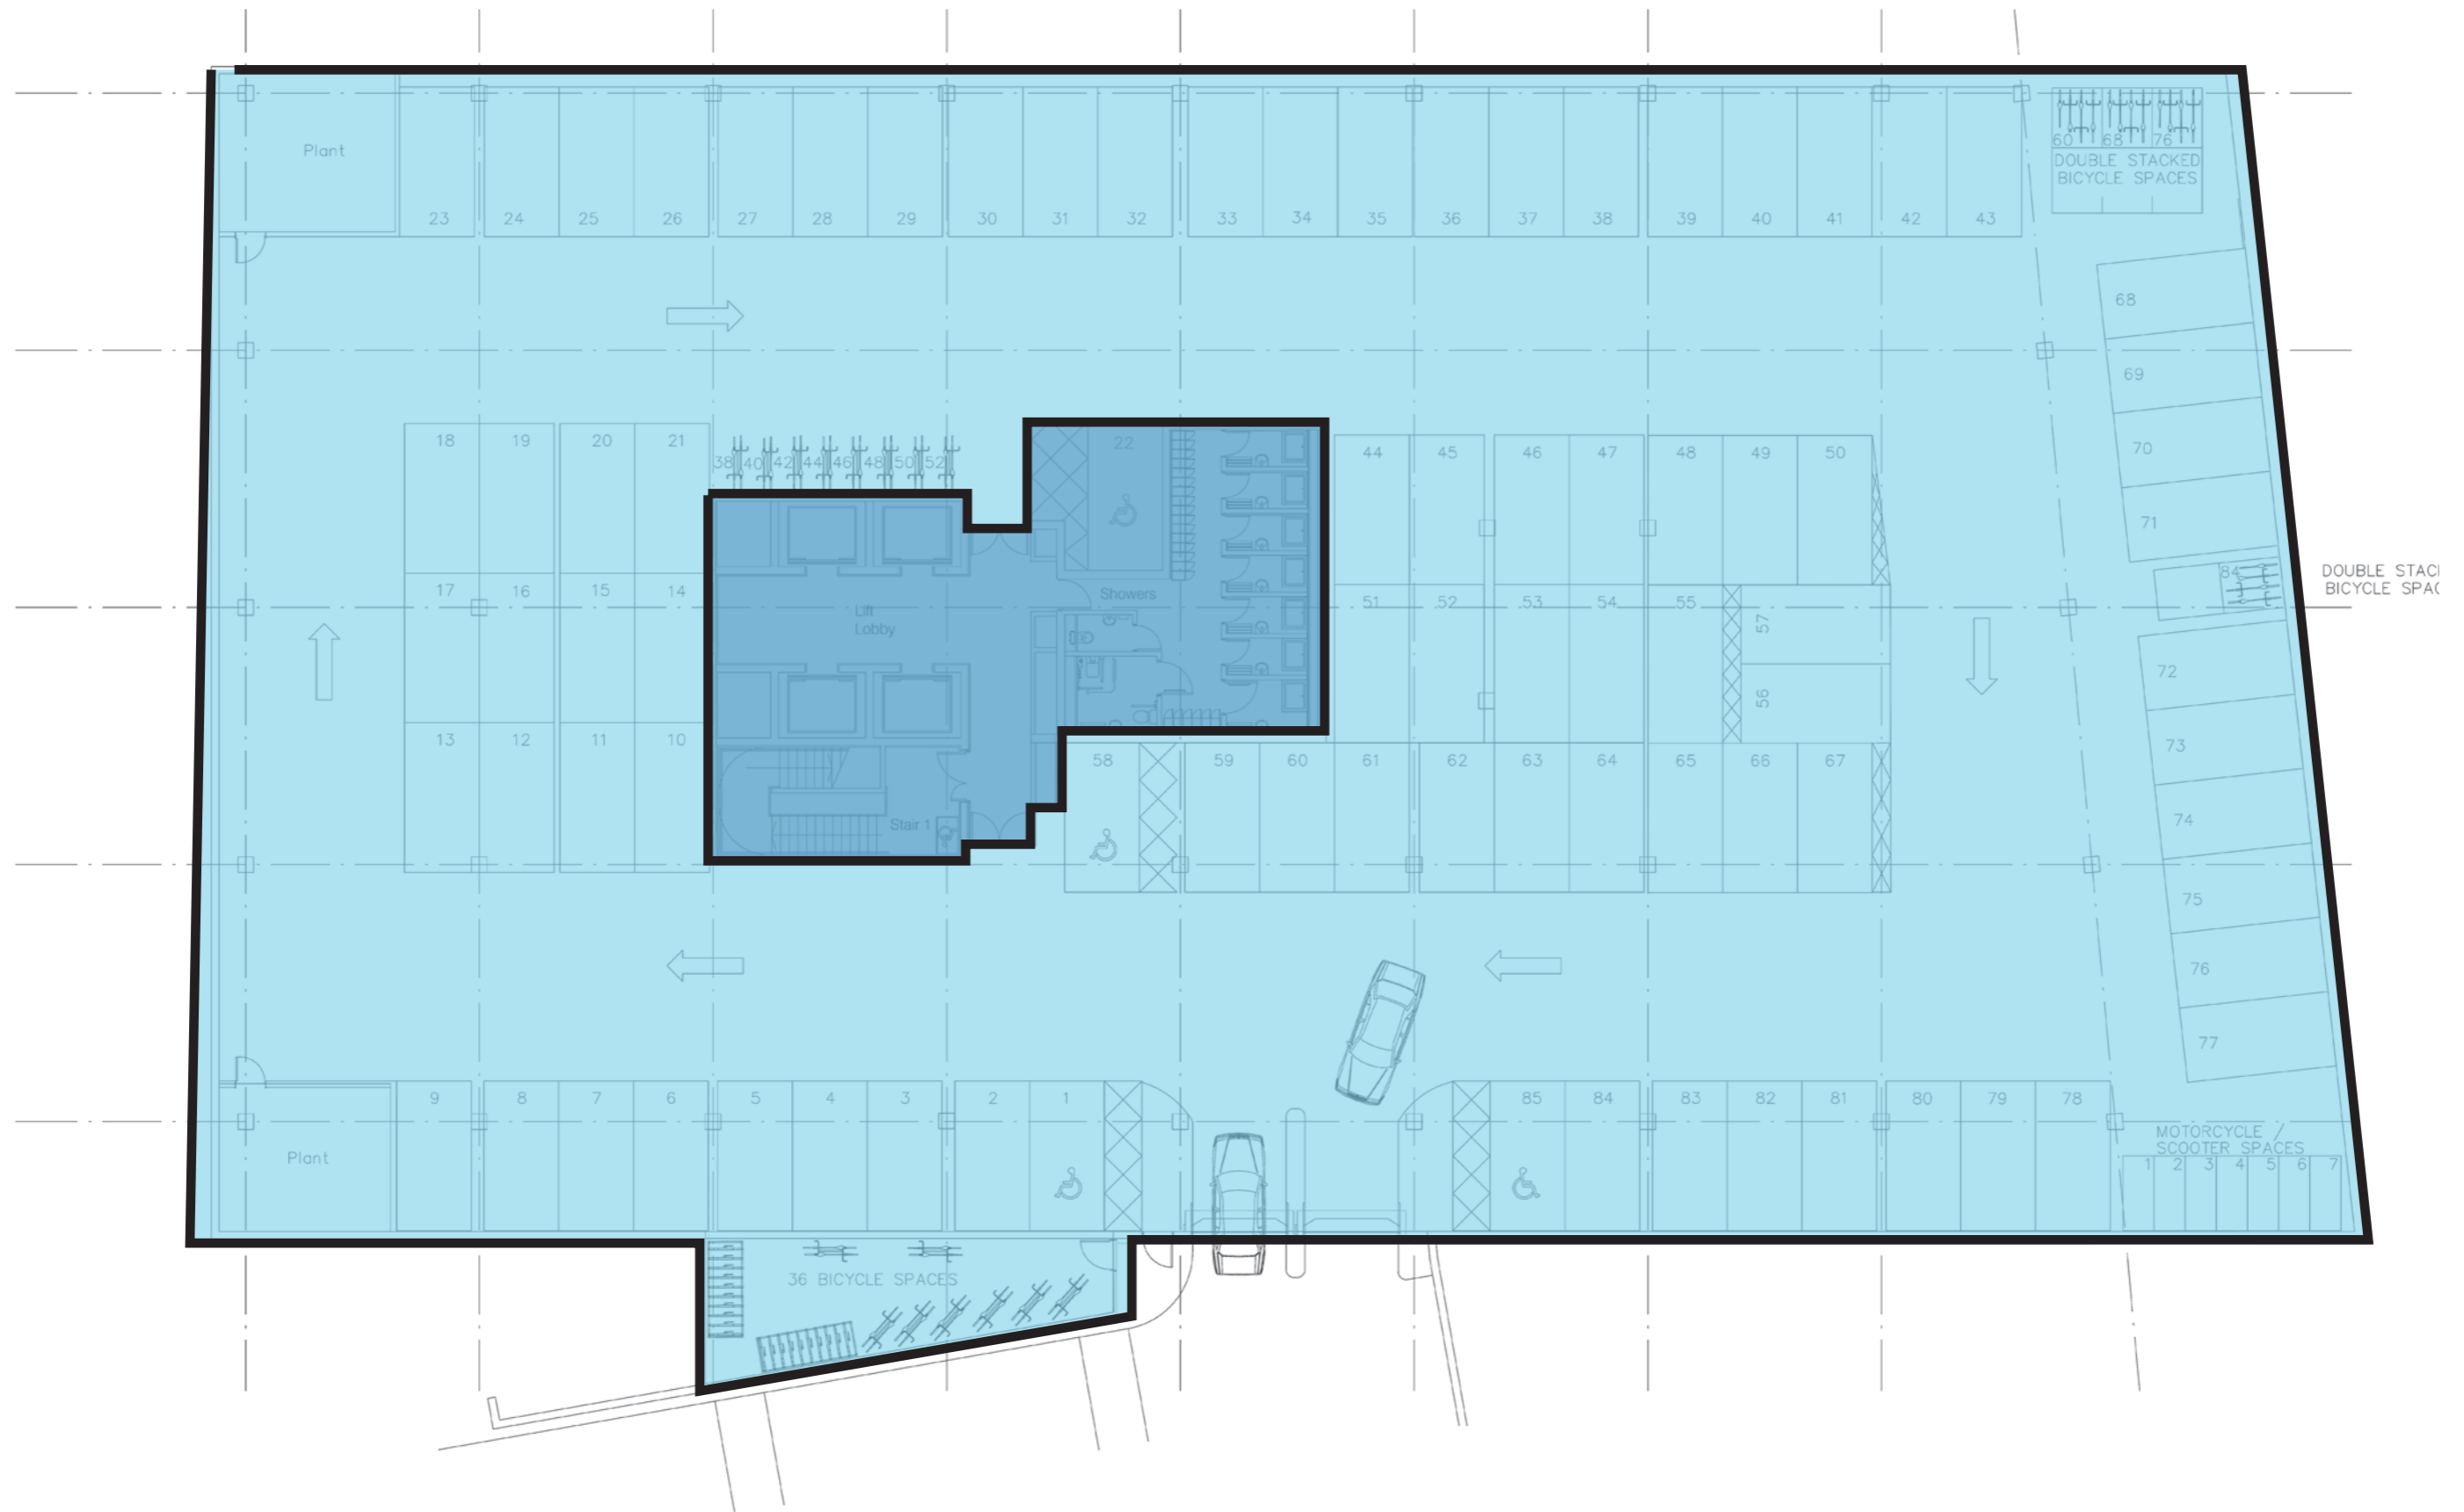 Plant
60 68 76
DOUBLE STACKED
BICYCLE SPACES
23 24 25 26 27 28 29 30 31 32 33 34 35 36 37 38 39 40 41 42 43
68
69
70
71
18 19 20 21
38 40 42 44 46 48 50 52
22
44 45 46 47 48 49 50
84
DOUBLE STAC
BICYCLE SPA
17 16 15 14
Lift
Lobby
Showers
51 52 53 54 55
57
56
72
73
74
75
76
77
13 12 11 10
58 59 60 61 62 63 64 65 66 67
Stair 1
9 8 7 6 5 4 3 2 1
85 84 83 82 81 80 79 78
Plant
MOTORCYCLE /
SCOOTER SPACES
1 2 3 4 5 6 7
36 BICYCLE SPACES